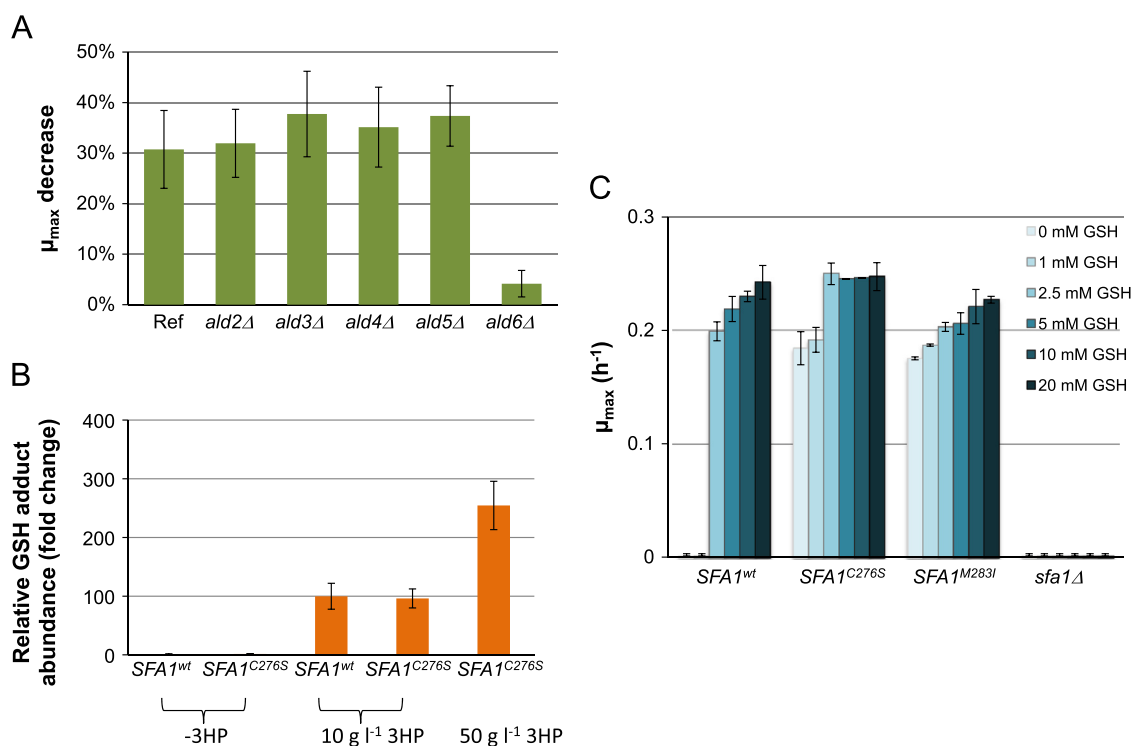 A
50%
40%
30%
20%
10%
0%
μmax decrease
Ref ald2Δ ald3Δ ald4Δ ald5Δ ald6Δ
B
400
300
200
100
0
Relative GSH adduct
abundance (fold change)
SFA1wt SFA1C276S SFA1wt SFA1C276S SFA1C276S
-3HP 10 g l-1 3HP 50 g l-1 3HP
C
0.3
0.2
0.1
0
μmax (h-1)
0 mM GSH
1 mM GSH
2.5 mM GSH
5 mM GSH
10 mM GSH
20 mM GSH
SFA1wt SFA1C276S SFA1M283I sfa1Δ